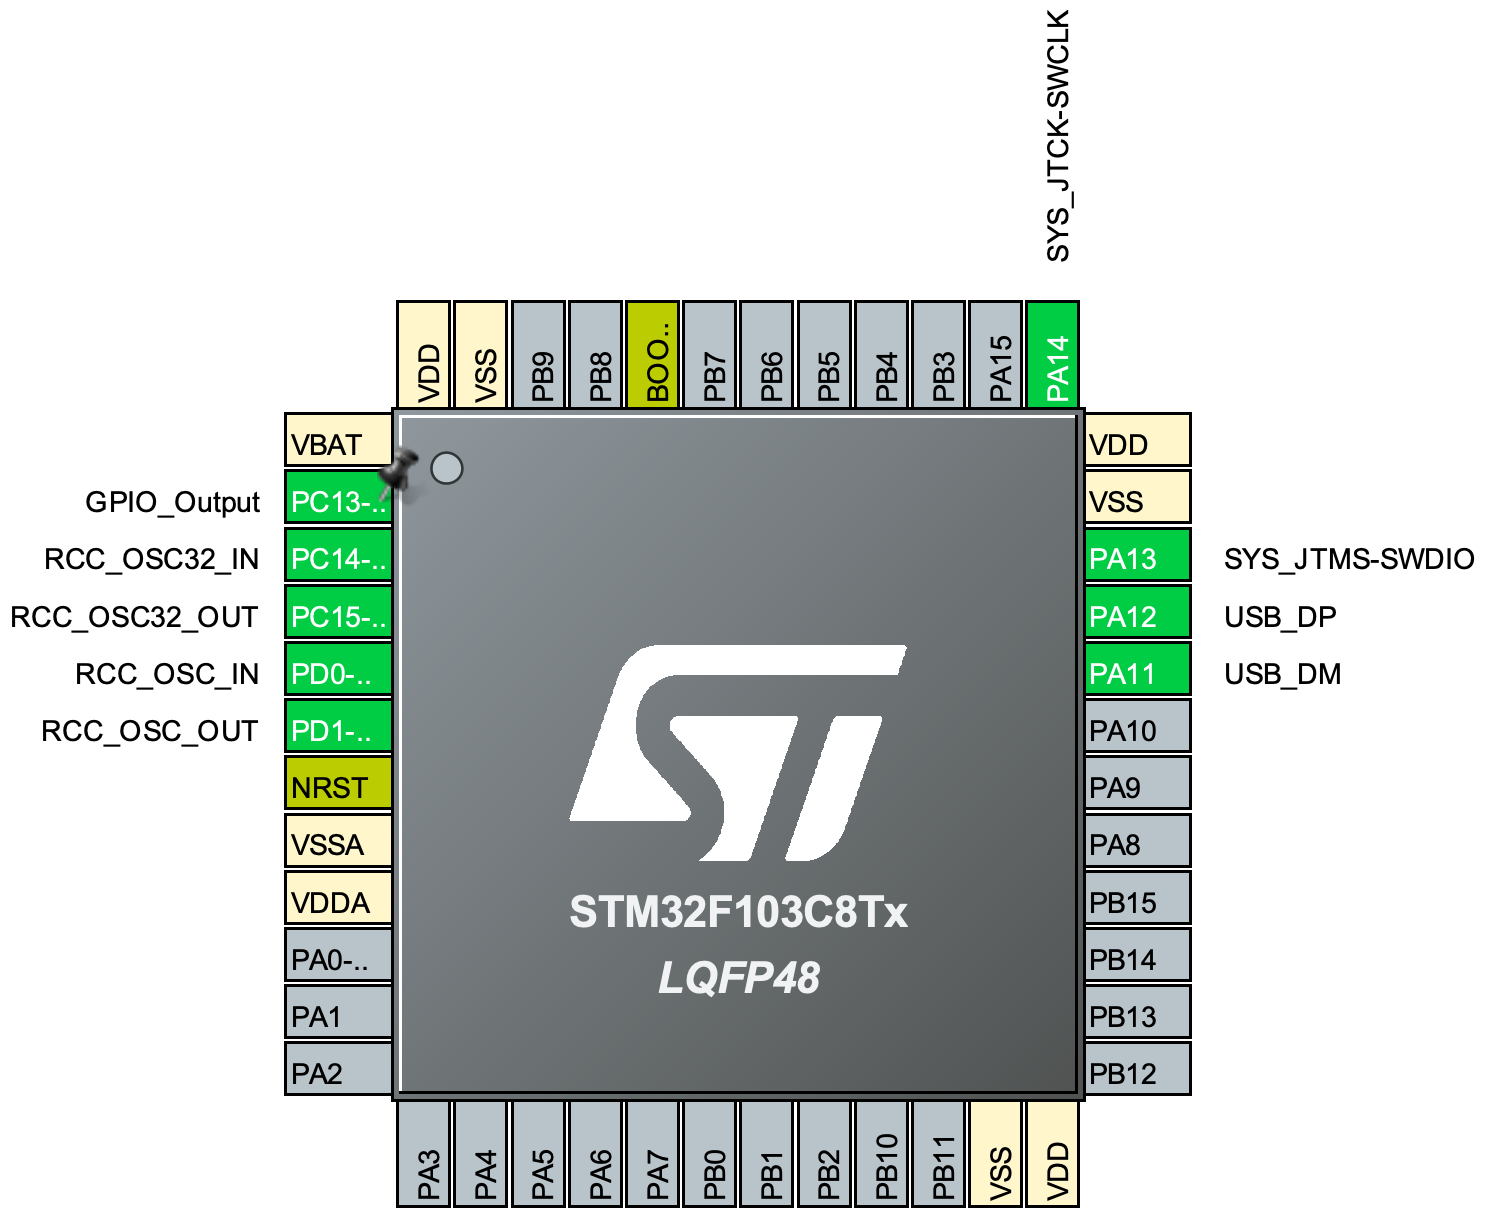 SYS_JTCK-SWCLK
VDD
VSS
PB9
PB8
BOO..
PB7
PB6
PB5
PB4
PB3
PA15
PA14
VBAT
GPIO_Output PC13-..
RCC_OSC32_IN PC14-..
RCC_OSC32_OUT PC15-..
RCC_OSC_IN PD0-..
RCC_OSC_OUT PD1-..
NRST
VSSA
VDDA
PA0-..
PA1
PA2
VDD
VSS
PA13 SYS_JTMS-SWDIO
PA12 USB_DP
PA11 USB_DM
PA10
PA9
PA8
PB15
PB14
PB13
PB12
ST
STM32F103C8Tx
LQFP48
PA3
PA4
PA5
PA6
PA7
PB0
PB1
PB2
PB10
PB11
VSS
VDD